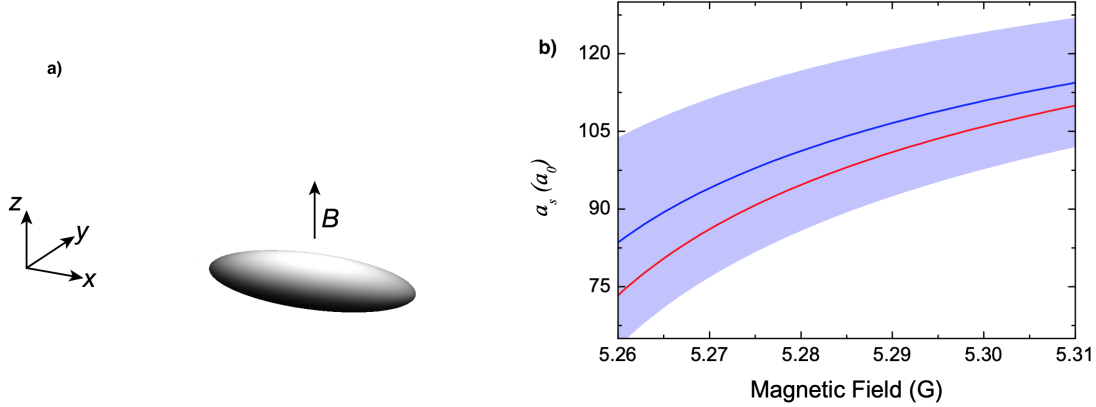 a)
z
y
x
B
b)
a_s (a_0)
120
105
90
75
5.26 5.27 5.28 5.29 5.30 5.31
Magnetic Field (G)